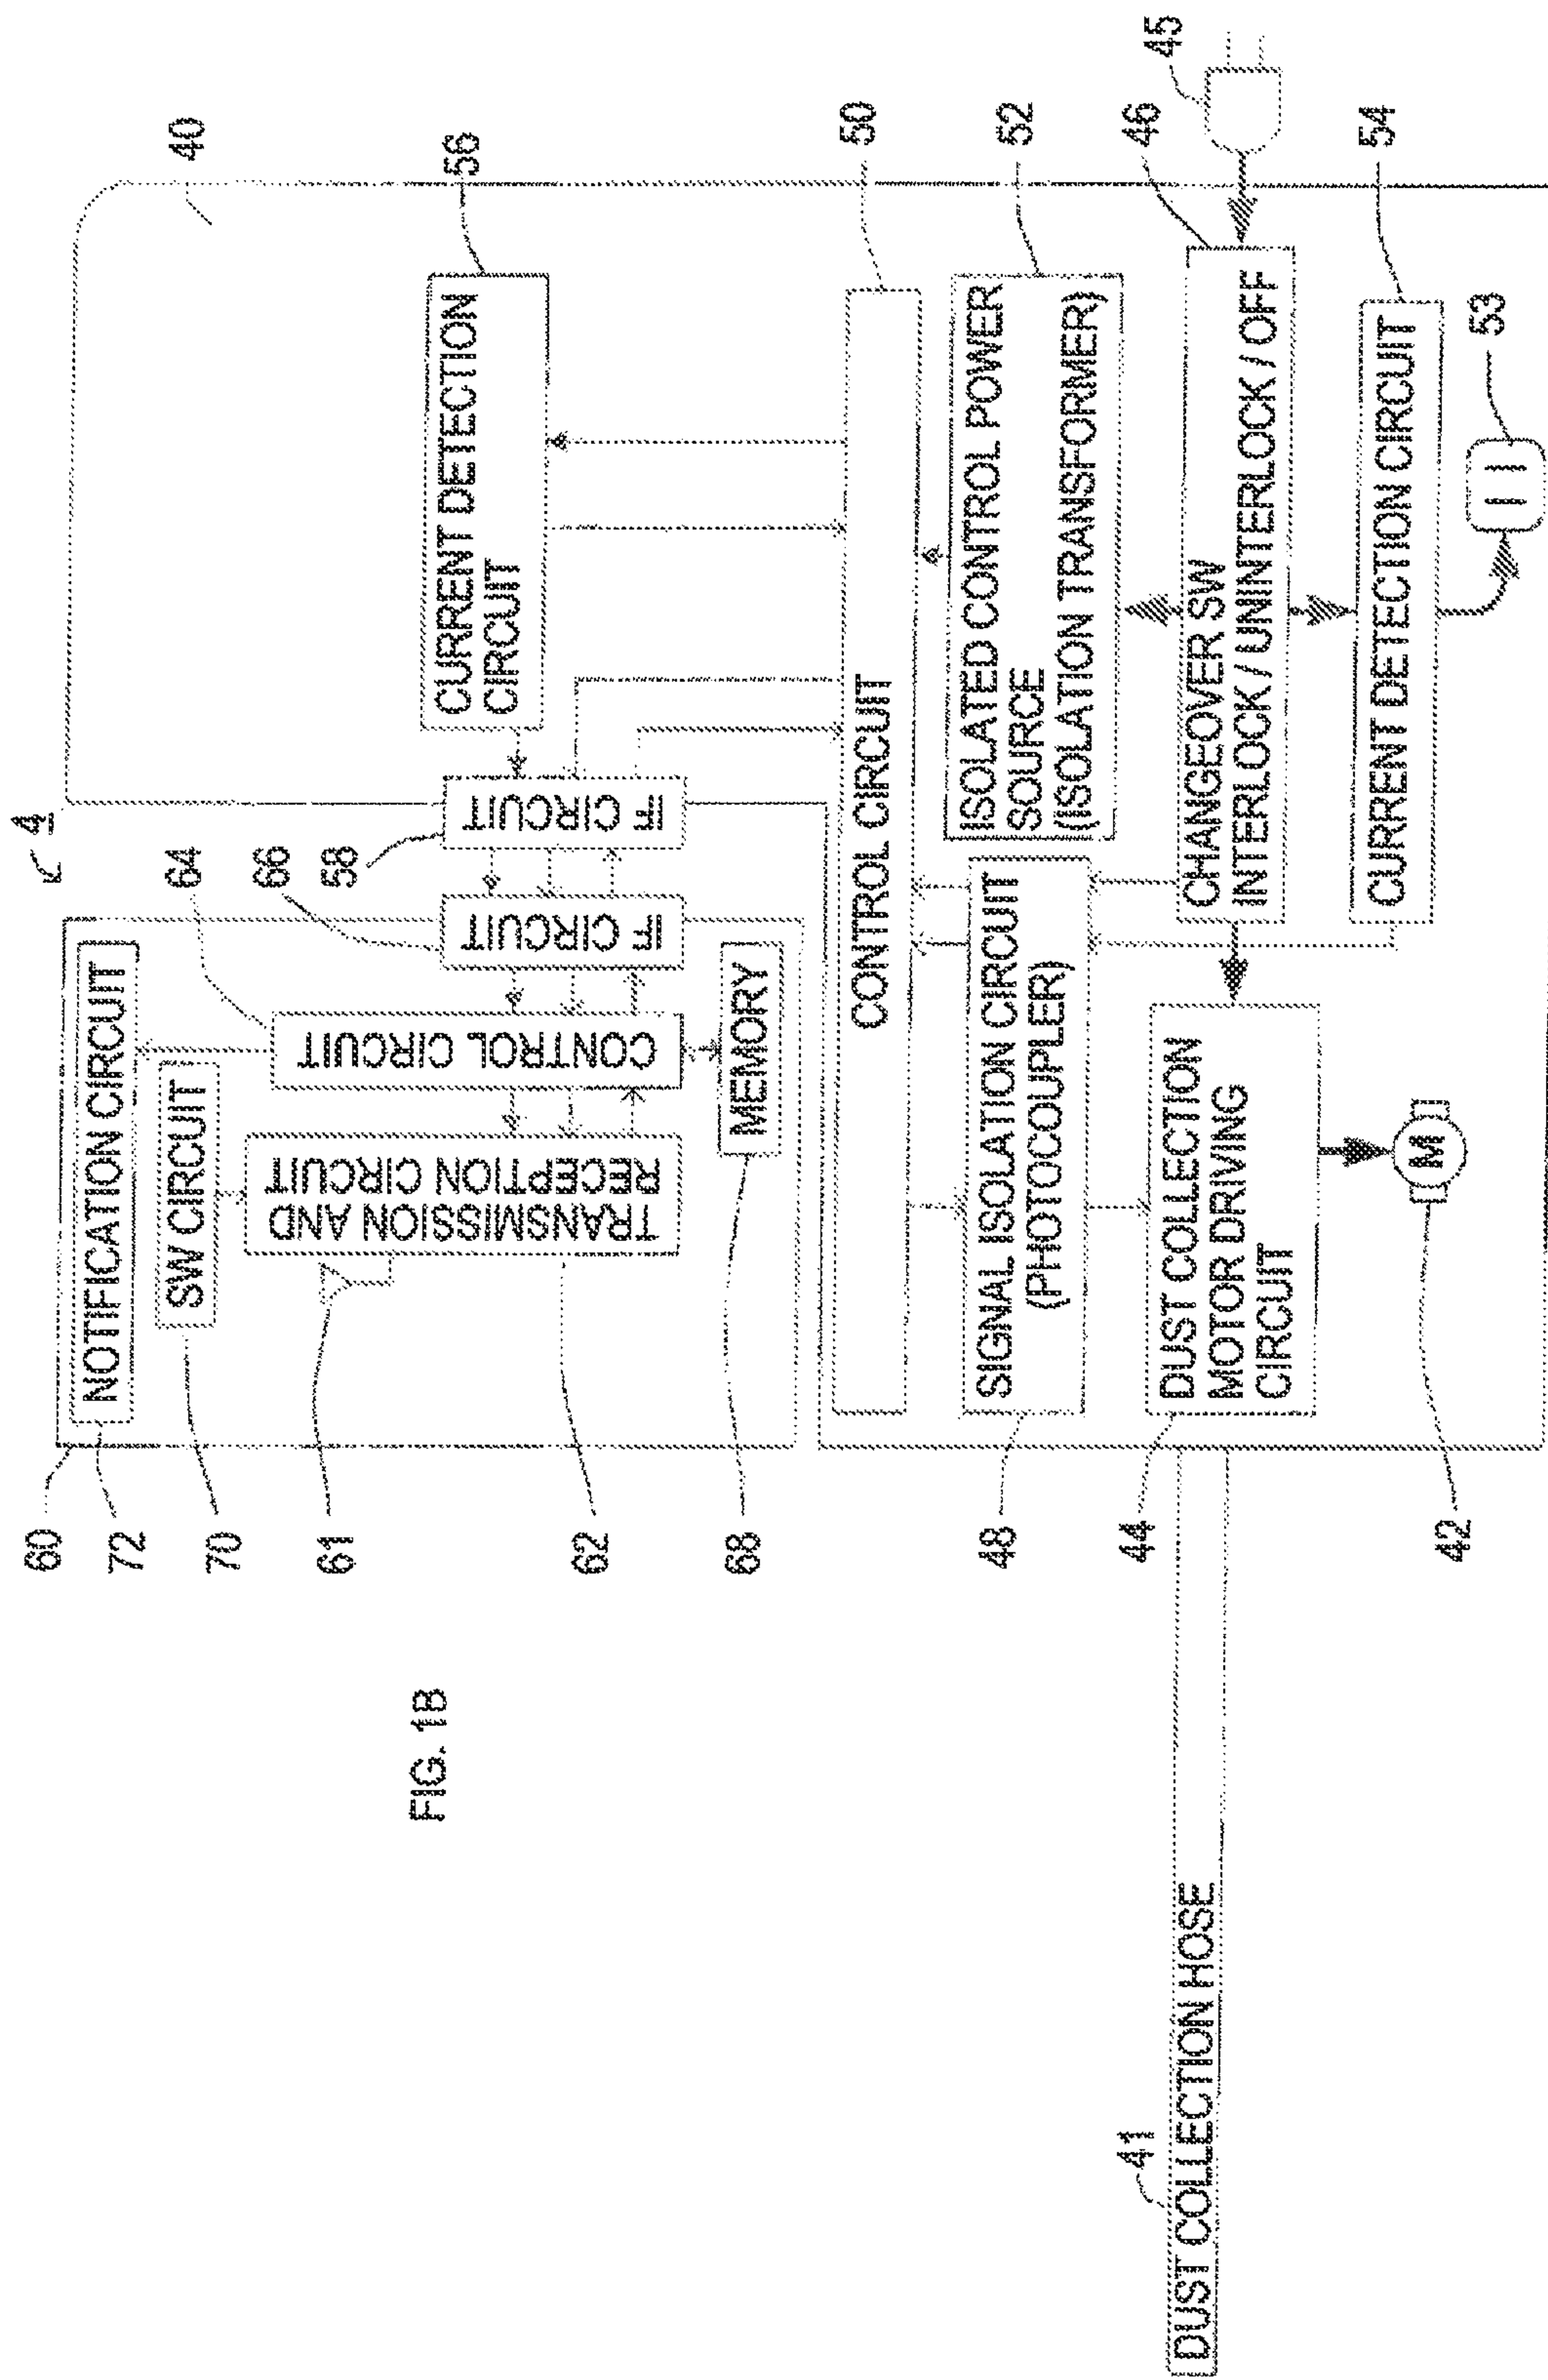 4
40
60
NOTIFICATION CIRCUIT
72
SW CIRCUIT
70
64
66
58
56
CURRENT DETECTION
CIRCUIT
IF CIRCUIT
IF CIRCUIT
CONTROL CIRCUIT
TRANSMISSION AND
RECEPTION CIRCUIT
61
62
MEMORY
68
CONTROL CIRCUIT
50
SIGNAL ISOLATION CIRCUIT
(PHOTOCOUPLER)
48
ISOLATED CONTROL POWER
SOURCE
(ISOLATION TRANSFORMER)
52
CHANGEOVER SW
INTERLOCK / UNINTERLOCK / OFF
46
45
DUST COLLECTION
MOTOR DRIVING
CIRCUIT
44
CURRENT DETECTION CIRCUIT
54
53
M
42
41
DUST COLLECTION HOSE
FIG. 18